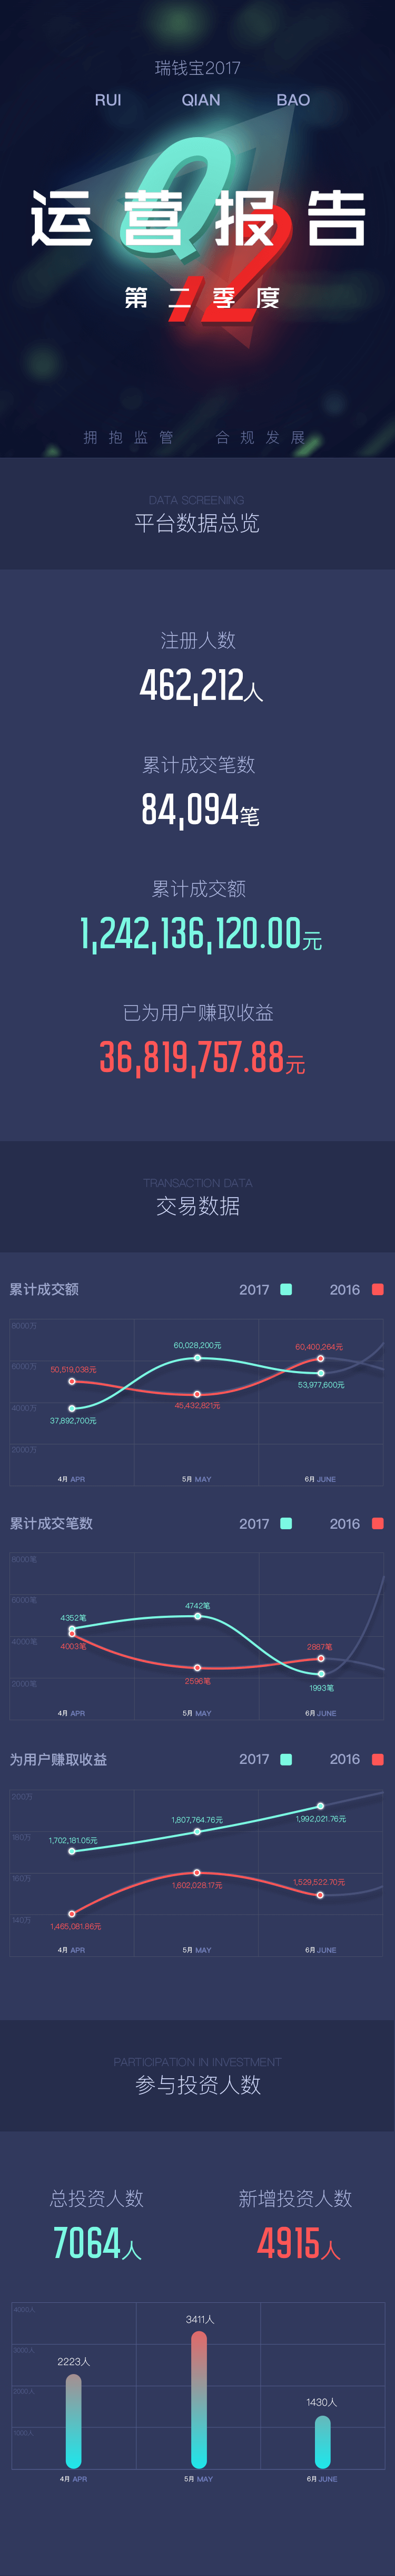 瑞钱宝2017
RUI QIAN BAO
Q2
运营报告
第二季度
拥抱监管 合规发展
DATA SCREENING
平台数据总览
注册人数
462,212人
累计成交笔数
84,094笔
累计成交额
1,242,136,120.00元
已为用户赚取收益
36,819,757.88元
TRANSACTION DATA
交易数据
累计成交额 2017 2016
8000万
60,028,200元
60,400,264元
6000万
50,519,038元
53,977,600元
4000万
45,432,821元
37,892,700元
2000万
4月 APR 5月 MAY 6月 JUNE
累计成交笔数 2017 2016
8000笔
6000笔
4742笔
4352笔
4000笔
4003笔
2887笔
2596笔
2000笔
1993笔
4月 APR 5月 MAY 6月 JUNE
为用户赚取收益 2017 2016
200万
1,807,764.76元
1,992,021.76元
180万
1,702,181.05元
160万
1,602,028.17元
1,529,522.70元
140万
1,465,081.86元
4月 APR 5月 MAY 6月 JUNE
PARTICIPATION IN INVESTMENT
参与投资人数
总投资人数 新增投资人数
7064人 4915人
4000人
3411人
3000人
2223人
2000人
1430人
1000人
4月 APR 5月 MAY 6月 JUNE